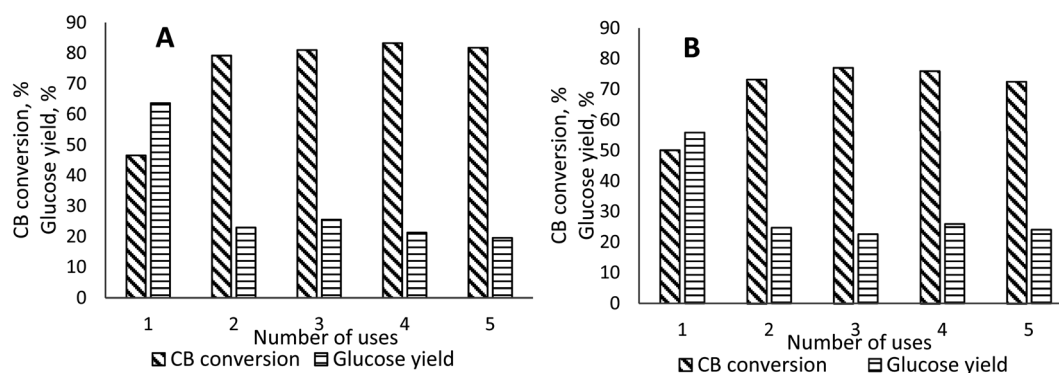 A
CB conversion, %
Glucose yield, %
90
80
70
60
50
40
30
20
10
0
1 2 3 4 5
Number of uses
CB conversion Glucose yield
B
CB conversion, %
Glucose yield, %
90
80
70
60
50
40
30
20
10
0
1 2 3 4 5
Number of uses
CB conversion Glucose yield